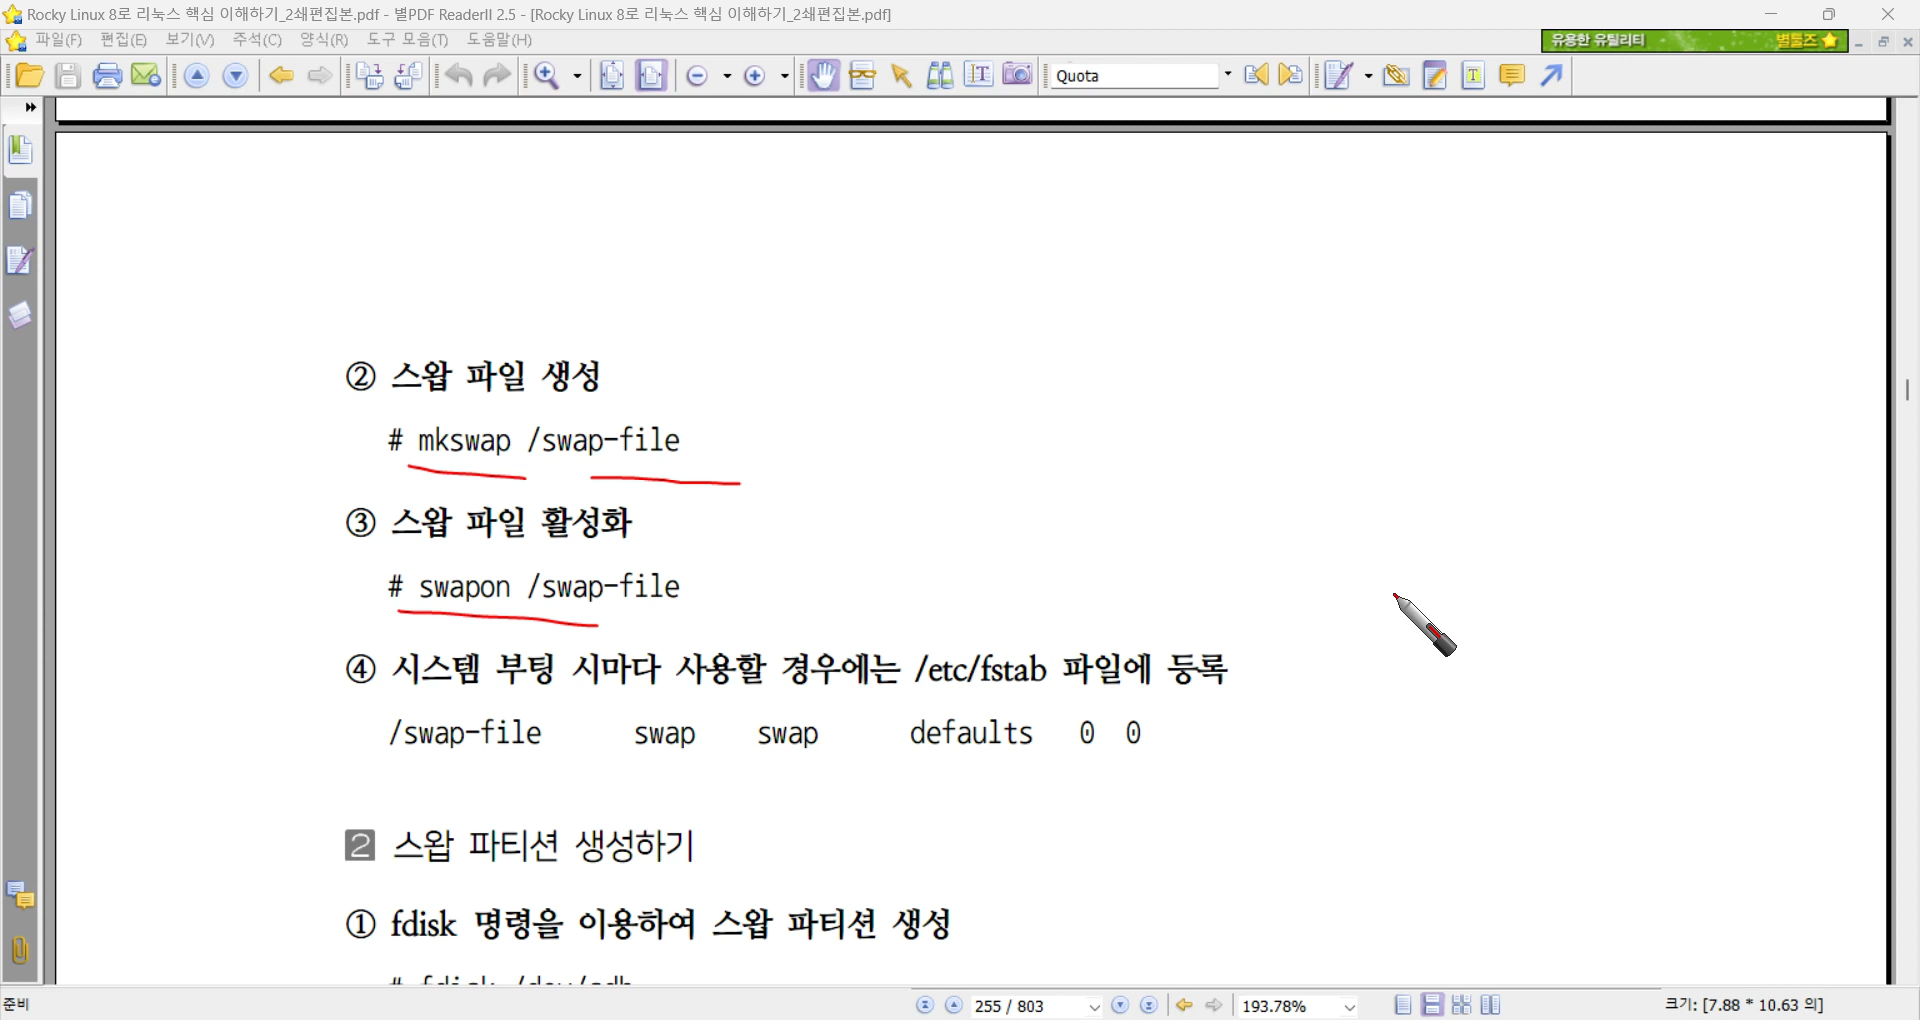 Rocky Linux 8로 리눅스 핵심 이해하기_2쇄편집본.pdf - 별PDF ReaderII 2.5 - [Rocky Linux 8로 리눅스 핵심 이해하기_2쇄편집본.pdf]
파일(F) 편집(E) 보기(V) 주석(C) 양식(R) 도구 모음(T) 도움말(H)
유용한 유틸리티 별툴즈
Quota
② 스왑 파일 생성
# mkswap /swap-file
③ 스왑 파일 활성화
# swapon /swap-file
④ 시스템 부팅 시마다 사용할 경우에는 /etc/fstab 파일에 등록
/swap-file swap swap defaults 0 0
2 스왑 파티션 생성하기
① fdisk 명령을 이용하여 스왑 파티션 생성
준비
255 / 803
193.78%
크기: [7.88 * 10.63 인]